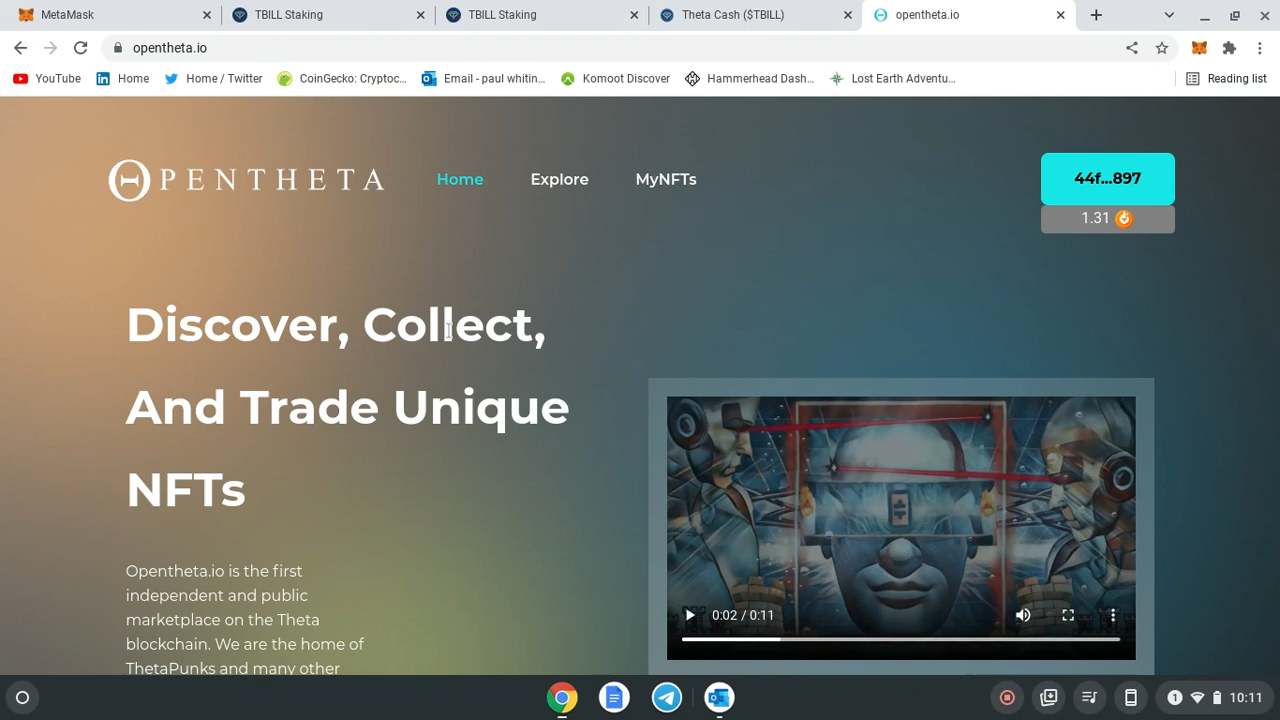 MetaMask
TBILL Staking
TBILL Staking
Theta Cash ($TBILL)
opentheta.io
opentheta.io
YouTube
Home
Home / Twitter
CoinGecko: Cryptoc...
Email - paul whitin...
Komoot Discover
Hammerhead Dash...
Lost Earth Adventu...
Reading list
OPENTHETA
Home
Explore
MyNFTs
44f...897
1.31
Discover, Collect,
And Trade Unique
NFTs
Opentheta.io is the first
independent and public
marketplace on the Theta
blockchain. We are the home of
ThetaPunks and many other
0:02 / 0:11
1
10:11